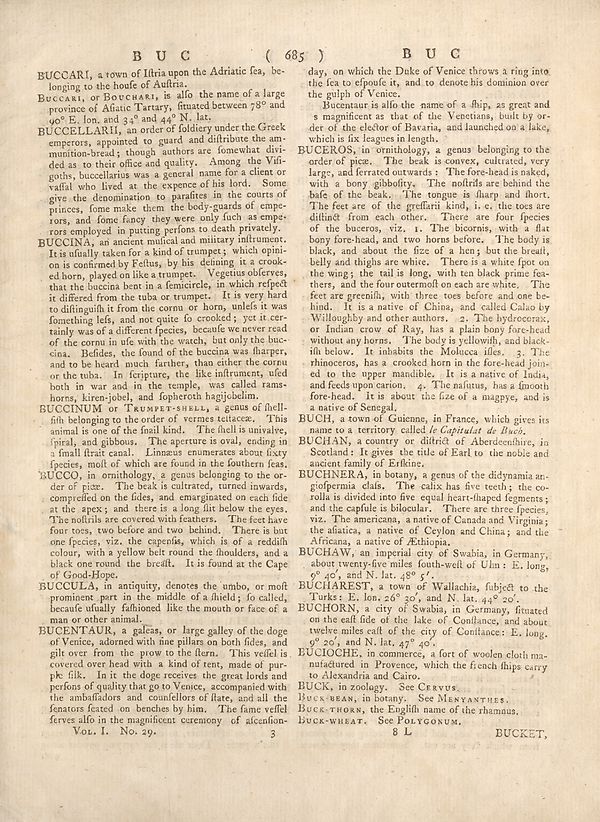 B U C ( 685 ) B U C
BUCCARI, a town of Iſtria upon the Adriatic ſea, be-
longing to the houſe of Auſtria.
BUCCARI, or BOUCHARI, is alſo the name of a large
province of Aſiatic Tartary, ſituated between 78° and
90° E. lon. and 34° and 44° N. lat.
BUCCELLARII, an order of ſoldiery under the Greek
emperors, appointed to guard and diſtribute the am-
munition-bread; though authors are ſomewhat divi-
ded as to their office and quality. Among the Viſi-
goths, buccellarius was a general name for a client or
vaſſal who lived at the expence of his lord. Some
give the denomination to paraſites in the courts of
princes, ſome make them the body-guards of empe-
rors, and ſome fancy they were only ſuch as empe-
rors employed in putting perſons to death privately.
BUCCINA, an ancient muſical and military inſtrument.
It is uſually taken for a kind of trumpet; which opini-
on is confirmed by Feſtus, by his defining it a crook-
ed horn, played on like a trumpet. Vegetius obſerves,
that the buccina bent in a ſemicircle, in which reſpect
it differed from the tuba or trumpet. It is very hard
to diſtinguiſh it from the cornu or horn, unleſs it was
ſomething leſs, and not quite ſo crooked; yet it cer-
tainly was of a different ſpecies, becauſe we never read
of the cornu in uſe with the watch, but only the buc-
cina. Beſides, the ſound of the buccina was ſharper,
and to be heard much farther, than either the cornu
or the tuba. In ſcripture, the like inſtrument, uſed
both in war and in the temple, was called rams-
horns, kiren-jobel, and ſopheroth hagijobelim.
BUCCINUM or TRUMPET-SHELL, a genus of ſhell-
fiſh belonging to the order of vermes teſtaceæ. This
animal is one of the ſnail kind. The ſhell is univalve,
ſpiral, and gibbous. The aperture is oval, ending in
a ſmall ſtrait canal. Linnæus enumerates about ſixty
ſpecies, moſt of which are found in the ſouthern ſeas.
BUCCO, in ornithology, a genus belonging to the or-
der of picæ. The beak is cultrated, turned inwards,
compreſſed on the ſides, and emarginated on each ſide
at the apex; and there is a long ſlit below the eyes.
The noſtrils are covered with feathers. The feet have
four toes, two before and two behind. There is but
one ſpecies, viz. the capenſis, which is of a reddiſh
colour, with a yellow belt round the ſhoulders, and a
black one round the breaſt. It is found at the Cape
of Good-Hope.
BUCCULA, in antiquity, denotes the umbo, or moſt
prominent part in the middle of a ſhield; ſo called,
becauſe uſually faſhioned like the mouth or face of a
man or other animal.
BUCENTAUR, a galeas, or large galley of the doge
of Venice, adorned with fine pillars on both ſides, and
gilt over from the prow to the ſtern. This veſſel is
covered over head with a kind of tent, made of pur-
ple ſilk. In it the doge receives the great lords and
perſons of quality that go to Venice, accompanied with
the ambaſſadors and counſellors of ſtate, and all the
ſenators ſeated on benches by him. The ſame veſſel
ſerves alſo in the magnificent ceremony of aſcenſion-
VOL. I. No. 29. 3
day, on which the Duke of Venice throws a ring into
the ſea to eſpouſe it, and to denote his dominion over
the gulph of Venice.
Bucentaur is alſo the name of a ſhip, as great and
s magnificent as that of the Venetians, built by or-
der of the elector of Bavaria, and launched on a lake,
which is ſix leagues in length.
BUCEROS, in ornithology, a genus belonging to the
order of picæ. The beak is convex, cultrated, very
large, and ſerrated outwards: The fore-head is naked,
with a bony gibboſity. The noſtrils are behind the
baſe of the beak. The tongue is ſharp and ſhort.
The feet are of the greſſarii kind, i. e. the toes are
diſtinct from each other. There are four ſpecies
of the buceros, viz. 1. The bicornis, with a flat
bony fore-head, and two horns before. The body is
black, and about the ſize of a hen; but the breaſt,
belly and thighs are white. There is a white ſpot on
the wing; the tail is long, with ten black prime fea-
thers, and the four outermoſt on each are white. The
feet are greeniſh, with three toes before and one be-
hind. It is a native of China, and called Calao by
Willoughby and other authors. 2. The hydrocorax,
or Indian crow of Ray, has a plain bony fore-head
without any horns. The body is yellowiſh, and black-
iſh below. It inhabits the Molucca iſles. 3. The
rhinoceros, has a crooked horn in the fore-head join-
ed to the upper mandible. It is a native of India,
and feeds upon carion. 4. The naſutus, has a ſmooth
fore-head. It is about the ſize of a magpye, and is
a native of Senegal.
BUCH, a town of Guienne, in France, which gives its
name to a territory called le Capitalat de Buch.
BUCHAN, a country or diſtrict of Aberdeenſhire, in
Scotland: It gives the title of Earl to the noble and
ancient family of Erſkine.
BUCHNERA, in botany, a genus of the didynamia an-
gioſpermia claſs. The calix has five teeth; the co-
rolla is divided into five equal heart-ſhaped ſegments;
and the capſule is bilocular. There are three ſpecies,
viz. The americana, a native of Canada and Virginia;
the aſiatica, a native of Ceylon and China; and the
Africana, a native of Æthiopia.
BUCHAW, an imperial city of Swabia, in Germany,
about twenty-five miles ſouth-weſt of Ulm: E. long.
9° 40′, and N. lat. 48° 5′.
BUCHAREST, a town of Wallachia, ſubject to the
Turks: E. lon. 26° 30′, and N. lat. 44° 20′.
BUCHORN, a city of Swabia, in Germany, ſituated
on the eaſt ſide of the lake of Conſtance, and about
twelve miles eaſt of the city of Conſtance: E. long.
9° 20′, and N. lat. 47° 40′.
BUCIOCHE, in commerce, a ſort of woolen cloth ma-
nufactured in Provence, which the french ſhips carry
to Alexandria and Cairo.
BUCK, in zoology. See CERVUS.
BUCK-BEAN, in botany. See MENYANTHES.
BUCK-THORN, the Engliſh name of the rhamnus.
BUCK-WHEAT. See POLYGONUM.
8 L BUCKET,